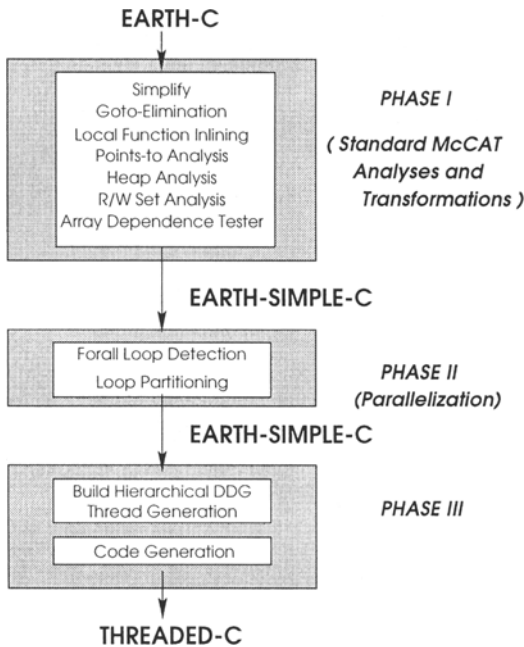 EARTH-C
Simplify
Goto-Elimination
Local Function Inlining
Points-to Analysis
Heap Analysis
R/W Set Analysis
Array Dependence Tester
PHASE I
( Standard McCAT
Analyses and
Transformations )
EARTH-SIMPLE-C
Forall Loop Detection
Loop Partitioning
PHASE II
(Parallelization)
EARTH-SIMPLE-C
Build Hierarchical DDG
Thread Generation
Code Generation
PHASE III
THREADED-C